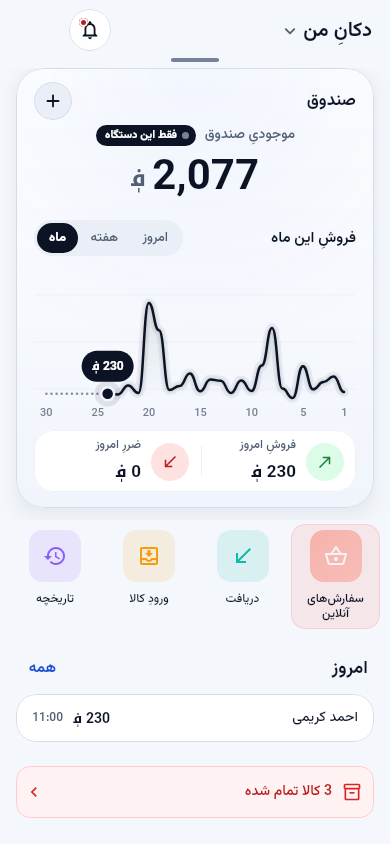 دکانِ من
صندوق
موجودیِ صندوق
فقط این دستگاه
2,077 ؋
فروشِ این ماه
امروز
هفته
ماه
230 ؋
1 5 10 15 20 25 30
فروشِ امروز
230 ؋
ضررِ امروز
0 ؋
سفارش‌های
آنلاین
دریافت
ورودِ کالا
تاریخچه
امروز
همه
احمد کریمی
230 ؋
11:00
3 کالا تمام شده